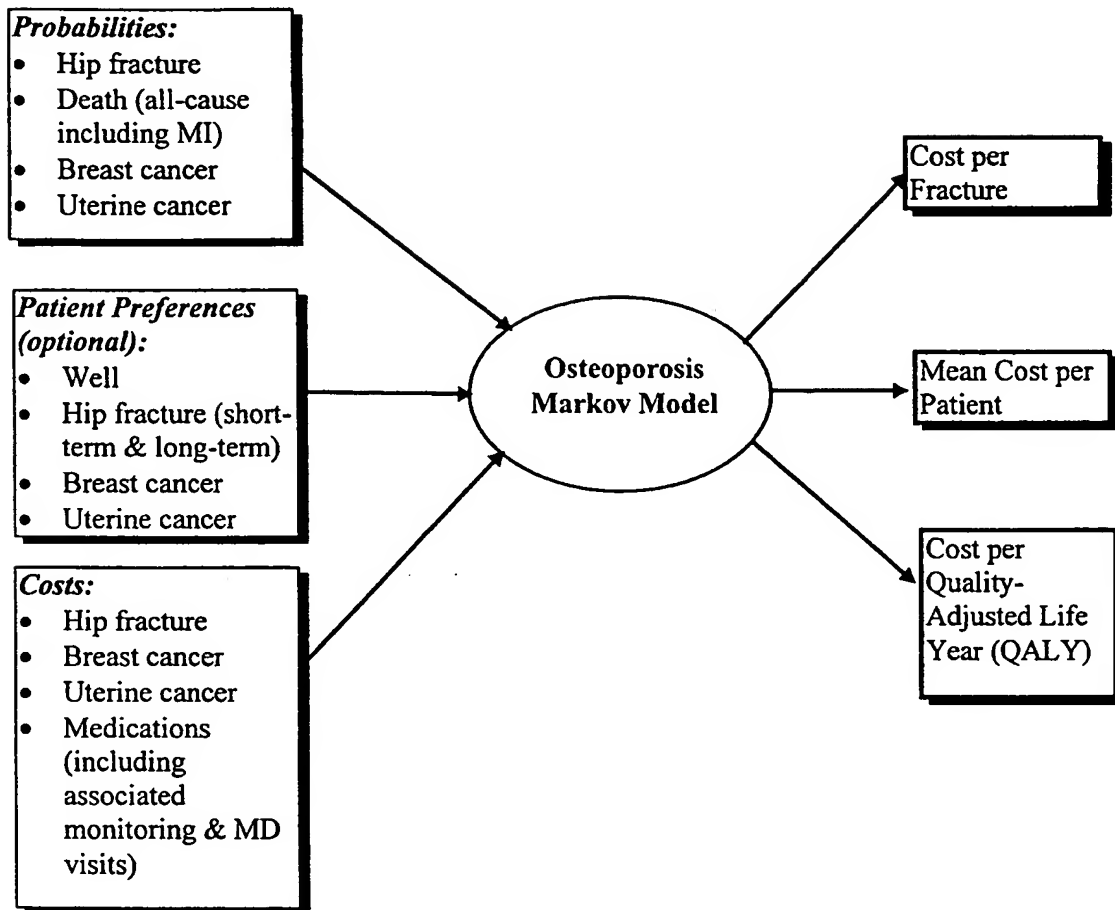 Probabilities:
• Hip fracture
• Death (all-cause
including MI)
• Breast cancer
• Uterine cancer
Patient Preferences
(optional):
• Well
• Hip fracture (short-
term & long-term)
• Breast cancer
• Uterine cancer
Costs:
• Hip fracture
• Breast cancer
• Uterine cancer
• Medications
(including
associated
monitoring & MD
visits)
Osteoporosis
Markov Model
Cost per
Fracture
Mean Cost per
Patient
Cost per
Quality-
Adjusted Life
Year (QALY)